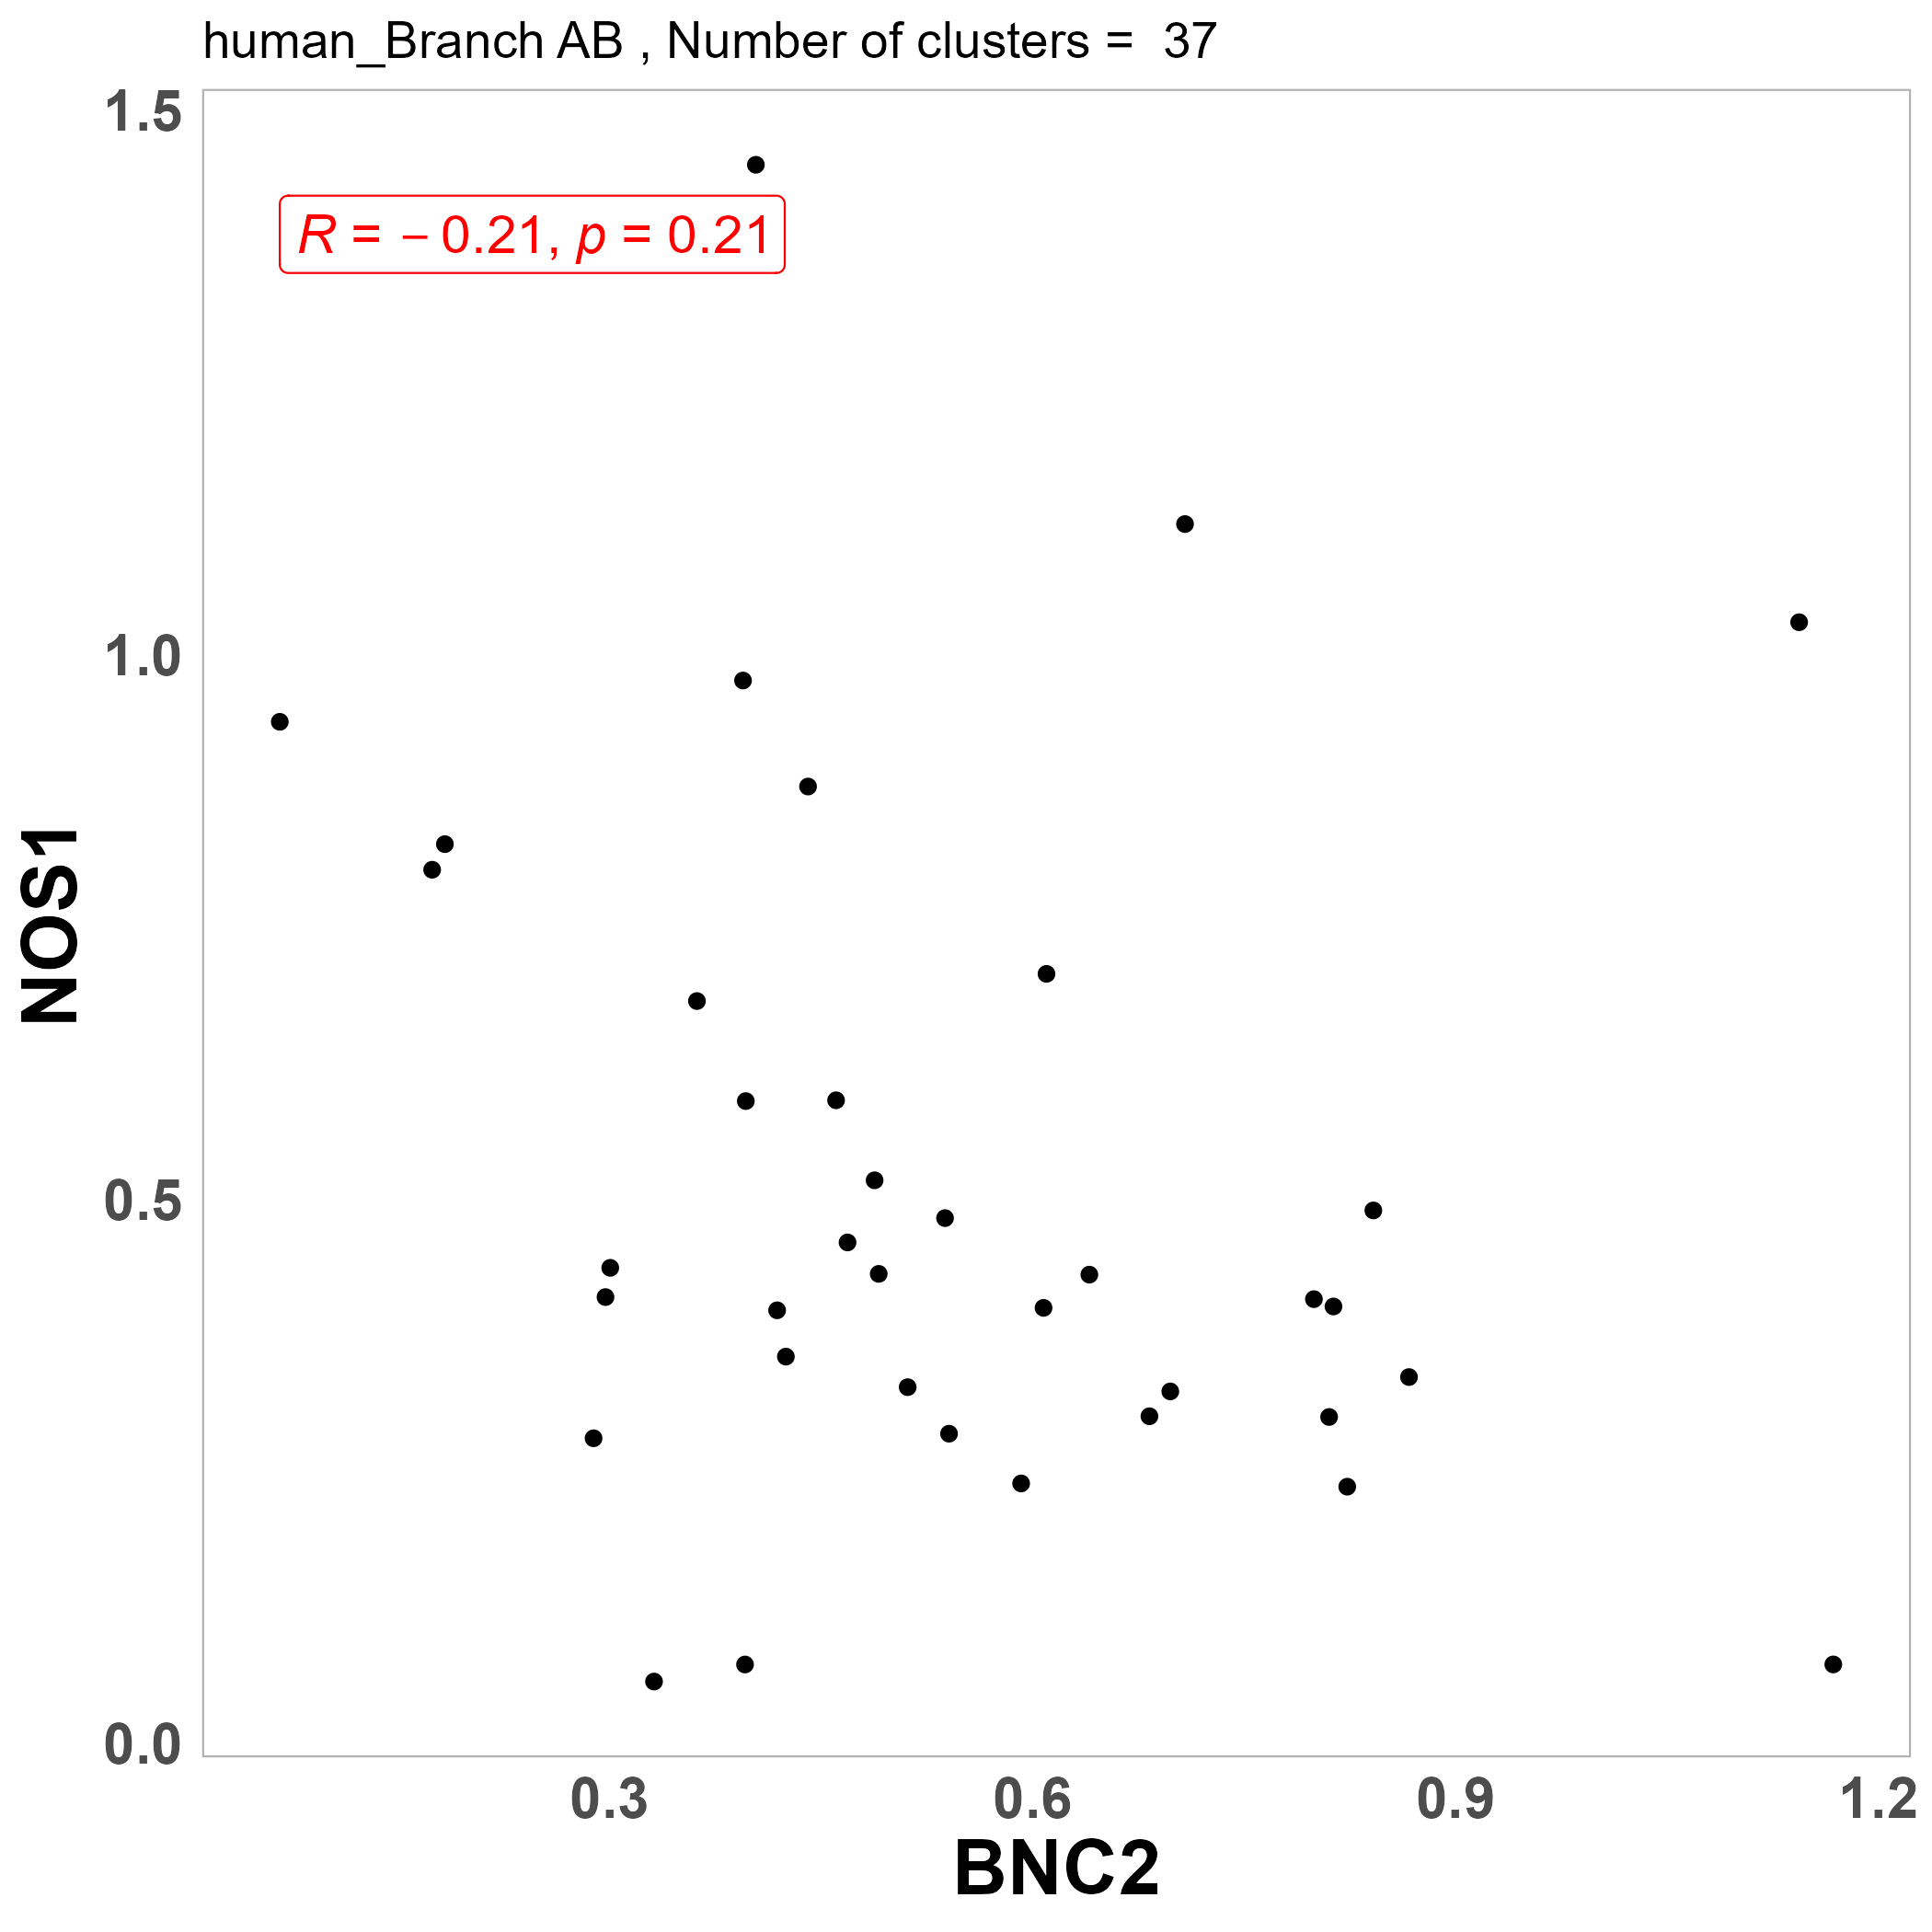 human_Branch AB , Number of clusters =  37
1.5
R = – 0.21, p = 0.21
1.0
NOS1
0.5
0.0
0.3 0.6 0.9 1.2
BNC2